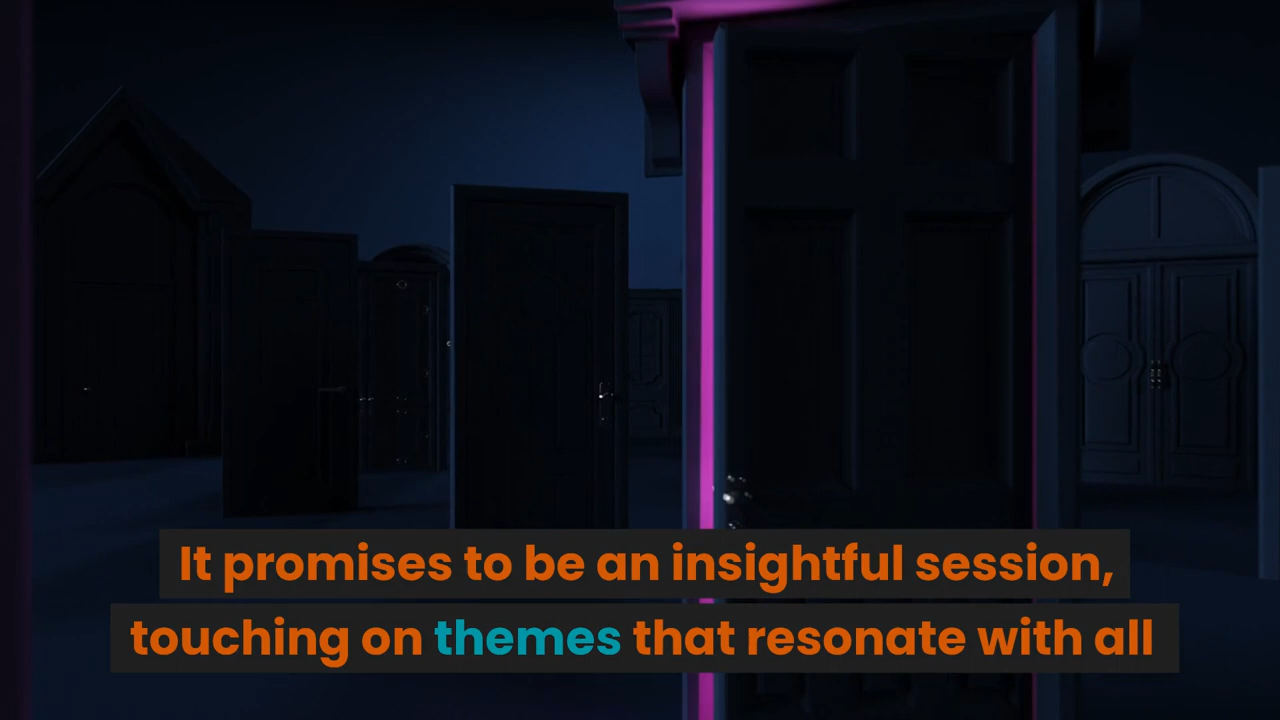 It promises to be an insightful session,
touching on themes that resonate with all